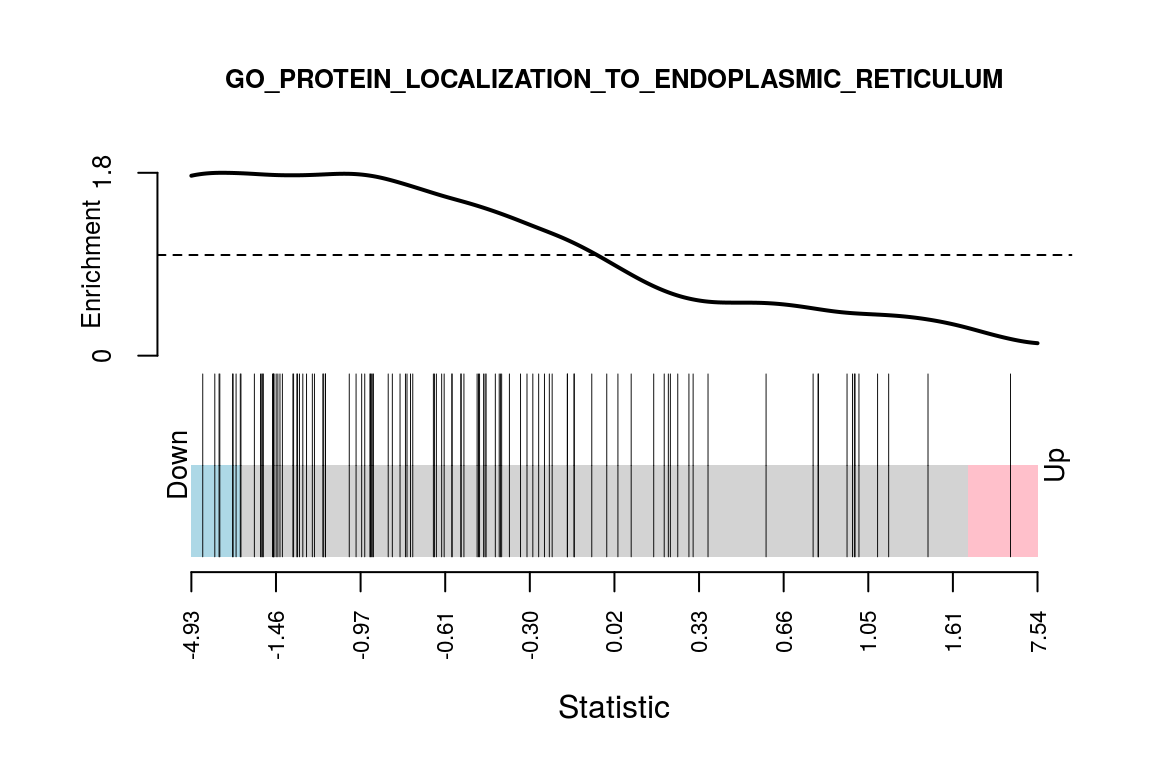 GO_PROTEIN_LOCALIZATION_TO_ENDOPLASMIC_RETICULUM
Enrichment
1.8
0
Down
Up
-4.93
-1.46
-0.97
-0.61
-0.30
0.02
0.33
0.66
1.05
1.61
7.54
Statistic